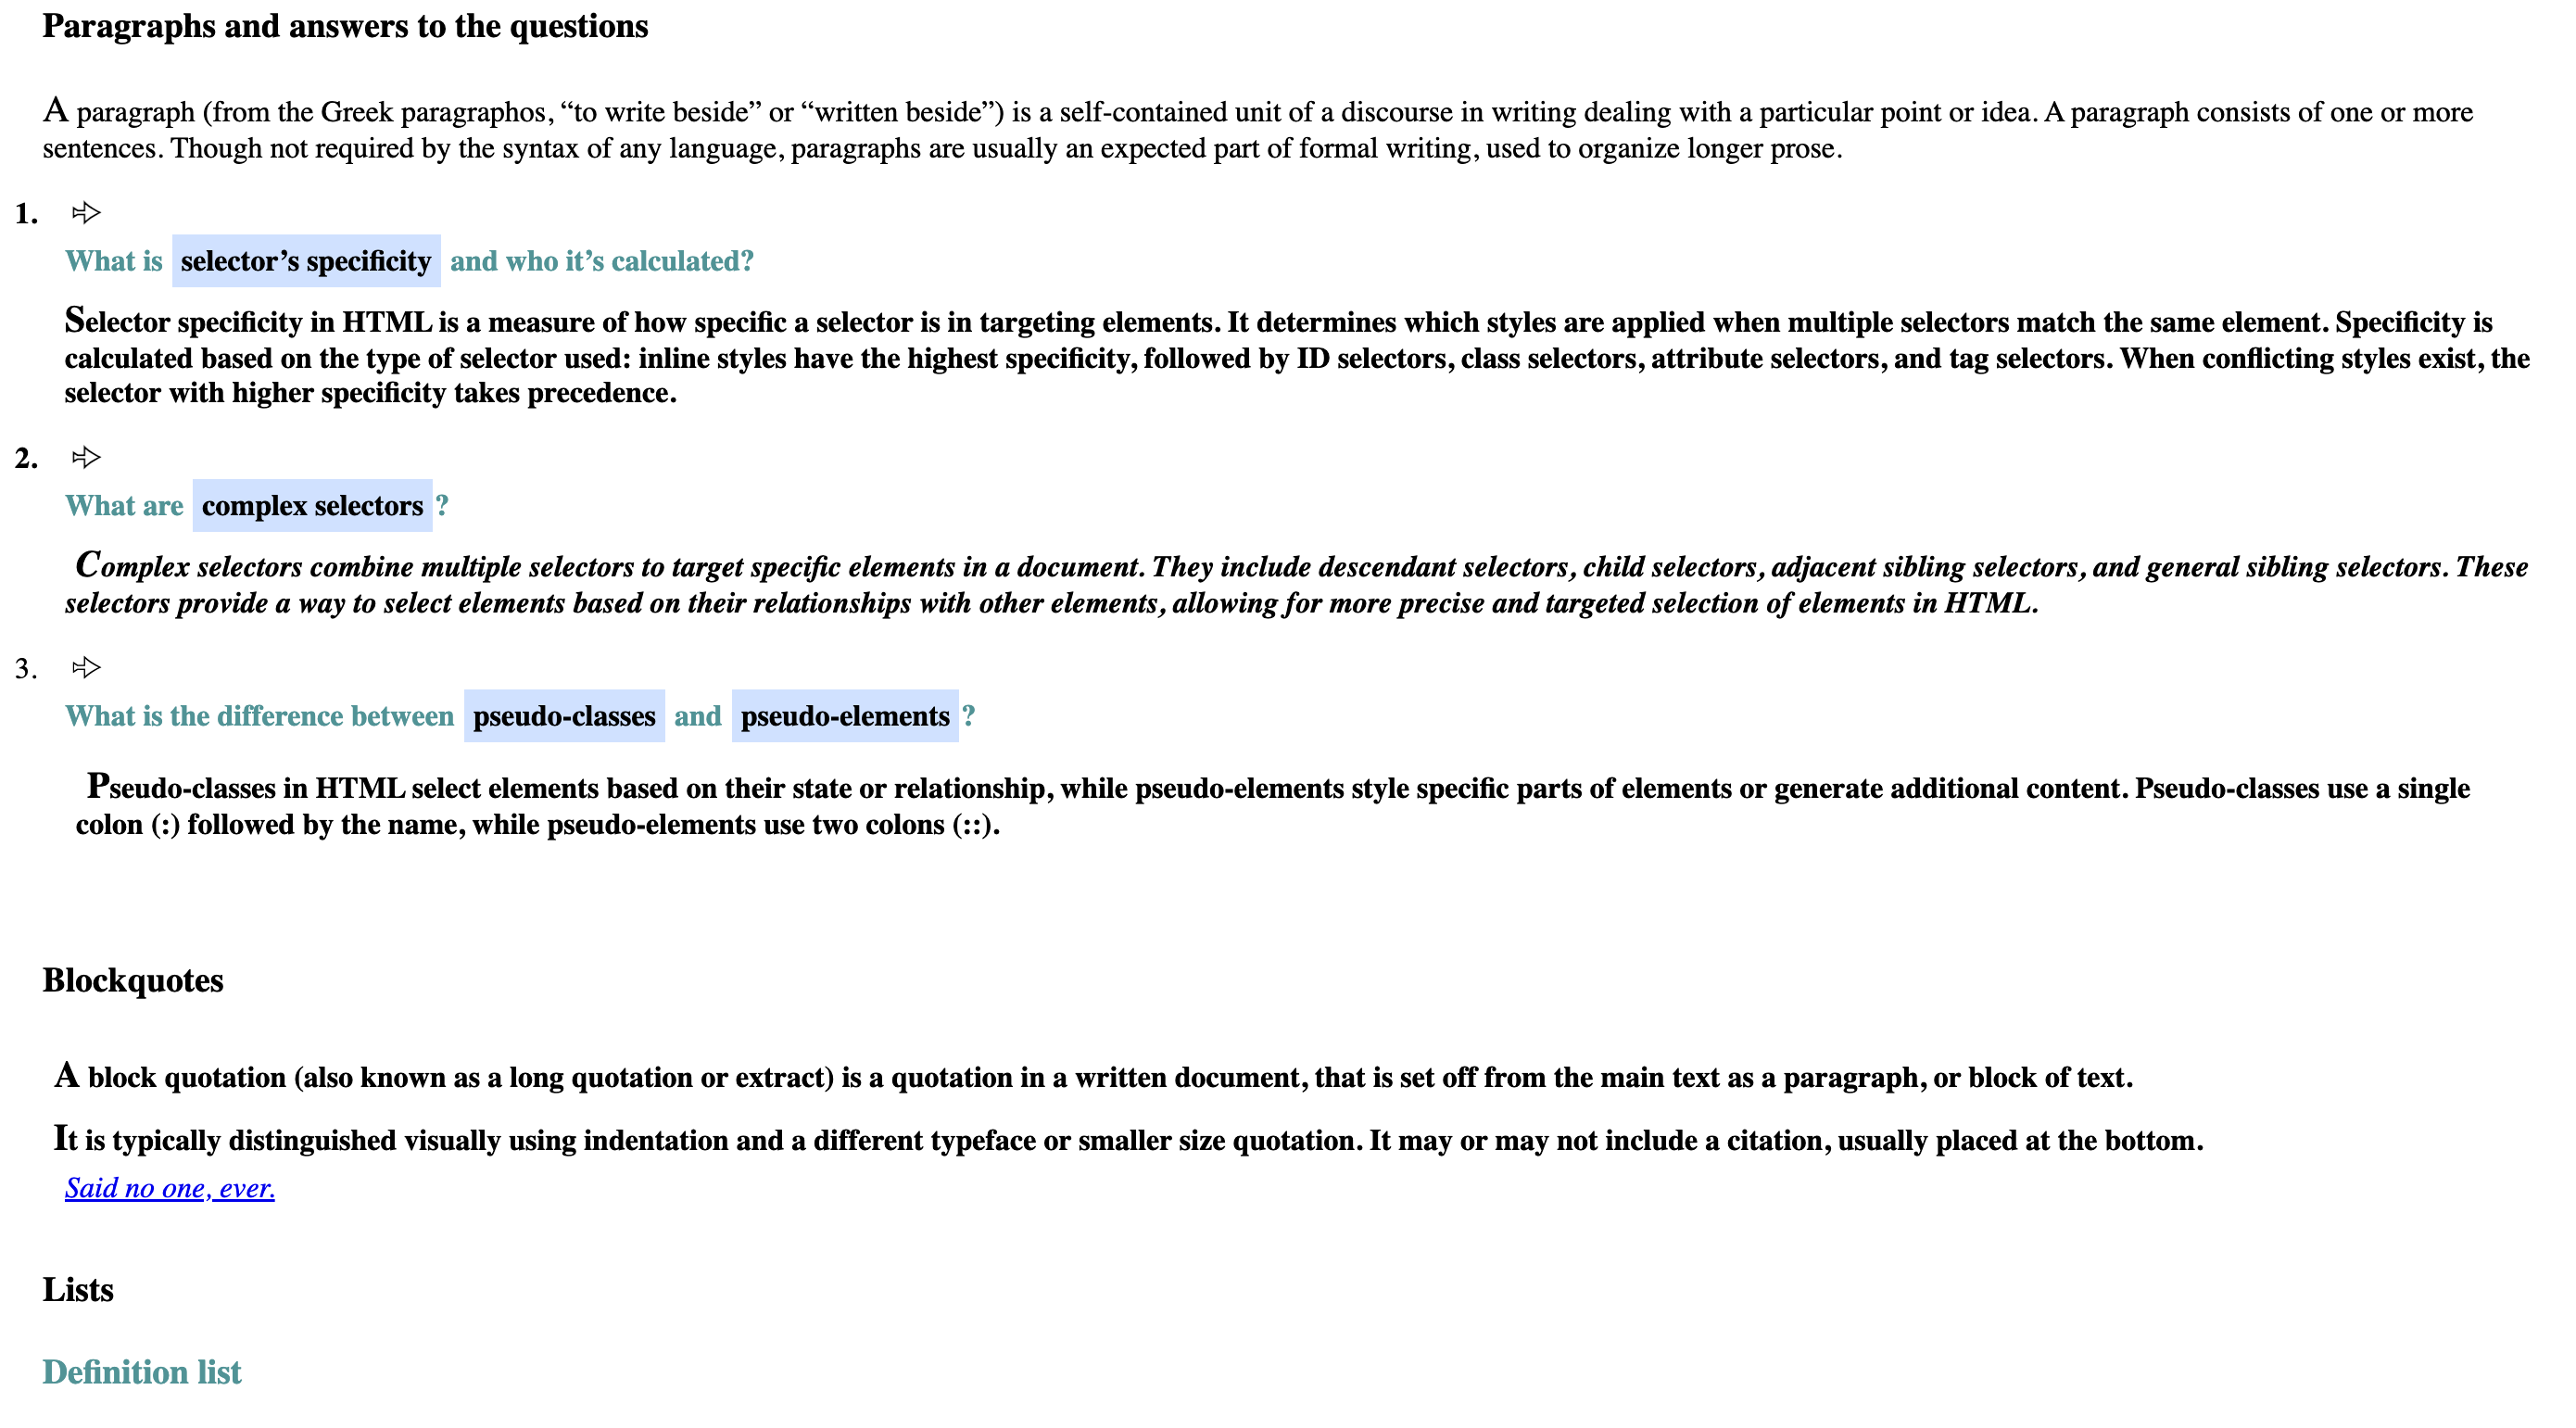 Paragraphs and answers to the questions
A paragraph (from the Greek paragraphos, “to write beside” or “written beside”) is a self-contained unit of a discourse in writing dealing with a particular point or idea. A paragraph consists of one or more
sentences. Though not required by the syntax of any language, paragraphs are usually an expected part of formal writing, used to organize longer prose.
1.
What is selector’s specificity and who it’s calculated?
Selector specificity in HTML is a measure of how specific a selector is in targeting elements. It determines which styles are applied when multiple selectors match the same element. Specificity is
calculated based on the type of selector used: inline styles have the highest specificity, followed by ID selectors, class selectors, attribute selectors, and tag selectors. When conflicting styles exist, the
selector with higher specificity takes precedence.
2.
What are complex selectors ?
Complex selectors combine multiple selectors to target specific elements in a document. They include descendant selectors, child selectors, adjacent sibling selectors, and general sibling selectors. These
selectors provide a way to select elements based on their relationships with other elements, allowing for more precise and targeted selection of elements in HTML.
3.
What is the difference between pseudo-classes and pseudo-elements ?
Pseudo-classes in HTML select elements based on their state or relationship, while pseudo-elements style specific parts of elements or generate additional content. Pseudo-classes use a single
colon (:) followed by the name, while pseudo-elements use two colons (::).
Blockquotes
A block quotation (also known as a long quotation or extract) is a quotation in a written document, that is set off from the main text as a paragraph, or block of text.
It is typically distinguished visually using indentation and a different typeface or smaller size quotation. It may or may not include a citation, usually placed at the bottom.
Said no one, ever.
Lists
Definition list